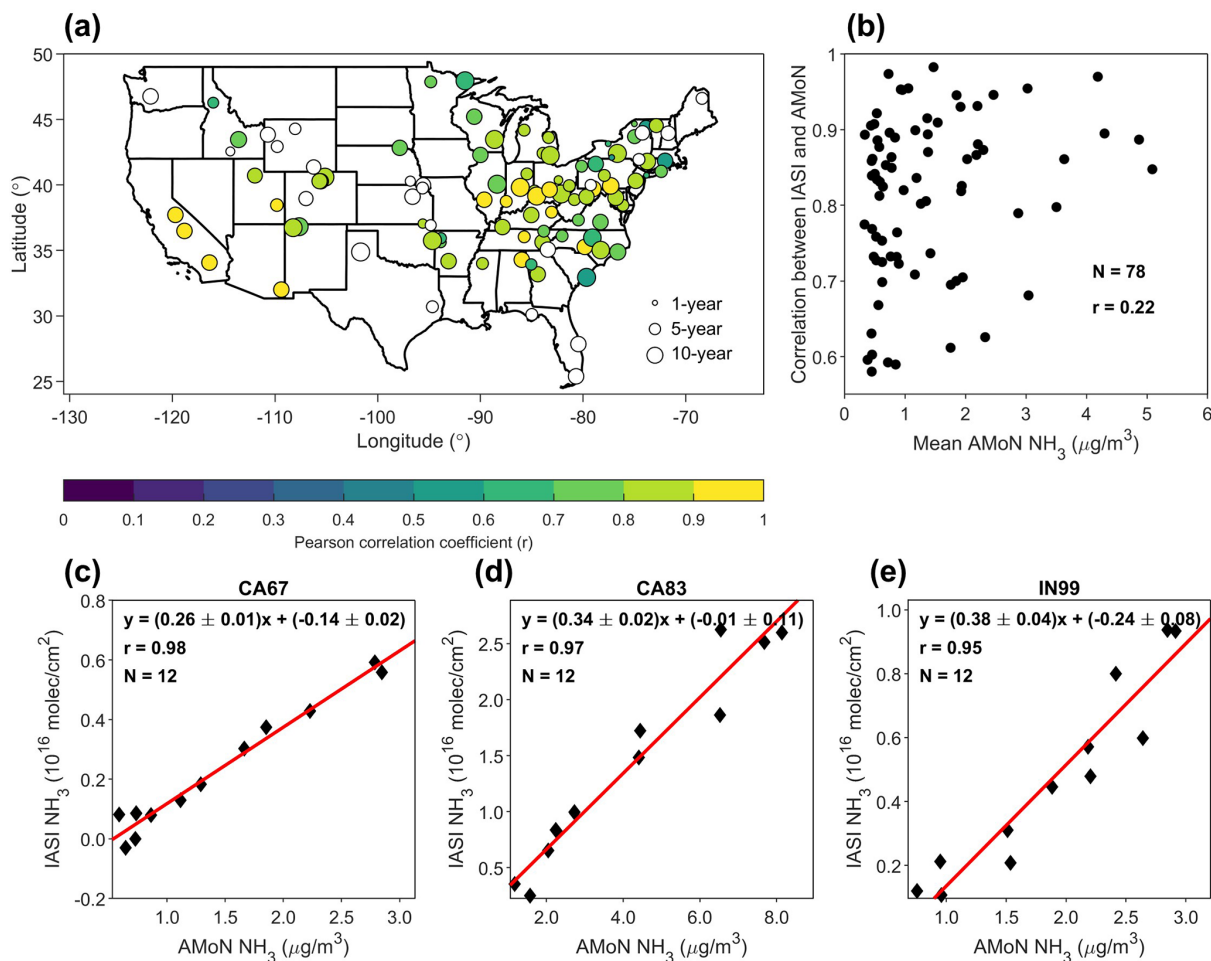 (a)
50
45
40
35
30
25
Latitude (°)
-130 -120 -110 -100 -90 -80 -70
Longitude (°)
1-year
5-year
10-year
(b)
1
0.9
0.8
0.7
0.6
Correlation between IASI and AMoN
N = 78
r = 0.22
0 1 2 3 4 5 6
Mean AMoN NH3 (μg/m3)
0 0.1 0.2 0.3 0.4 0.5 0.6 0.7 0.8 0.9 1
Pearson correlation coefficient (r)
(c)
CA67
y = (0.26 ± 0.01)x + (-0.14 ± 0.02)
r = 0.98
N = 12
0.8
0.6
0.4
0.2
0.0
-0.2
IASI NH3 (10^16 molec/cm2)
1.0 1.5 2.0 2.5 3.0
AMoN NH3 (μg/m3)
(d)
CA83
y = (0.34 ± 0.02)x + (-0.01 ± 0.11)
r = 0.97
N = 12
2.5
2.0
1.5
1.0
0.5
IASI NH3 (10^16 molec/cm2)
2.0 4.0 6.0 8.0
AMoN NH3 (μg/m3)
(e)
IN99
y = (0.38 ± 0.04)x + (-0.24 ± 0.08)
r = 0.95
N = 12
1.0
0.8
0.6
0.4
0.2
IASI NH3 (10^16 molec/cm2)
1.0 1.5 2.0 2.5 3.0
AMoN NH3 (μg/m3)